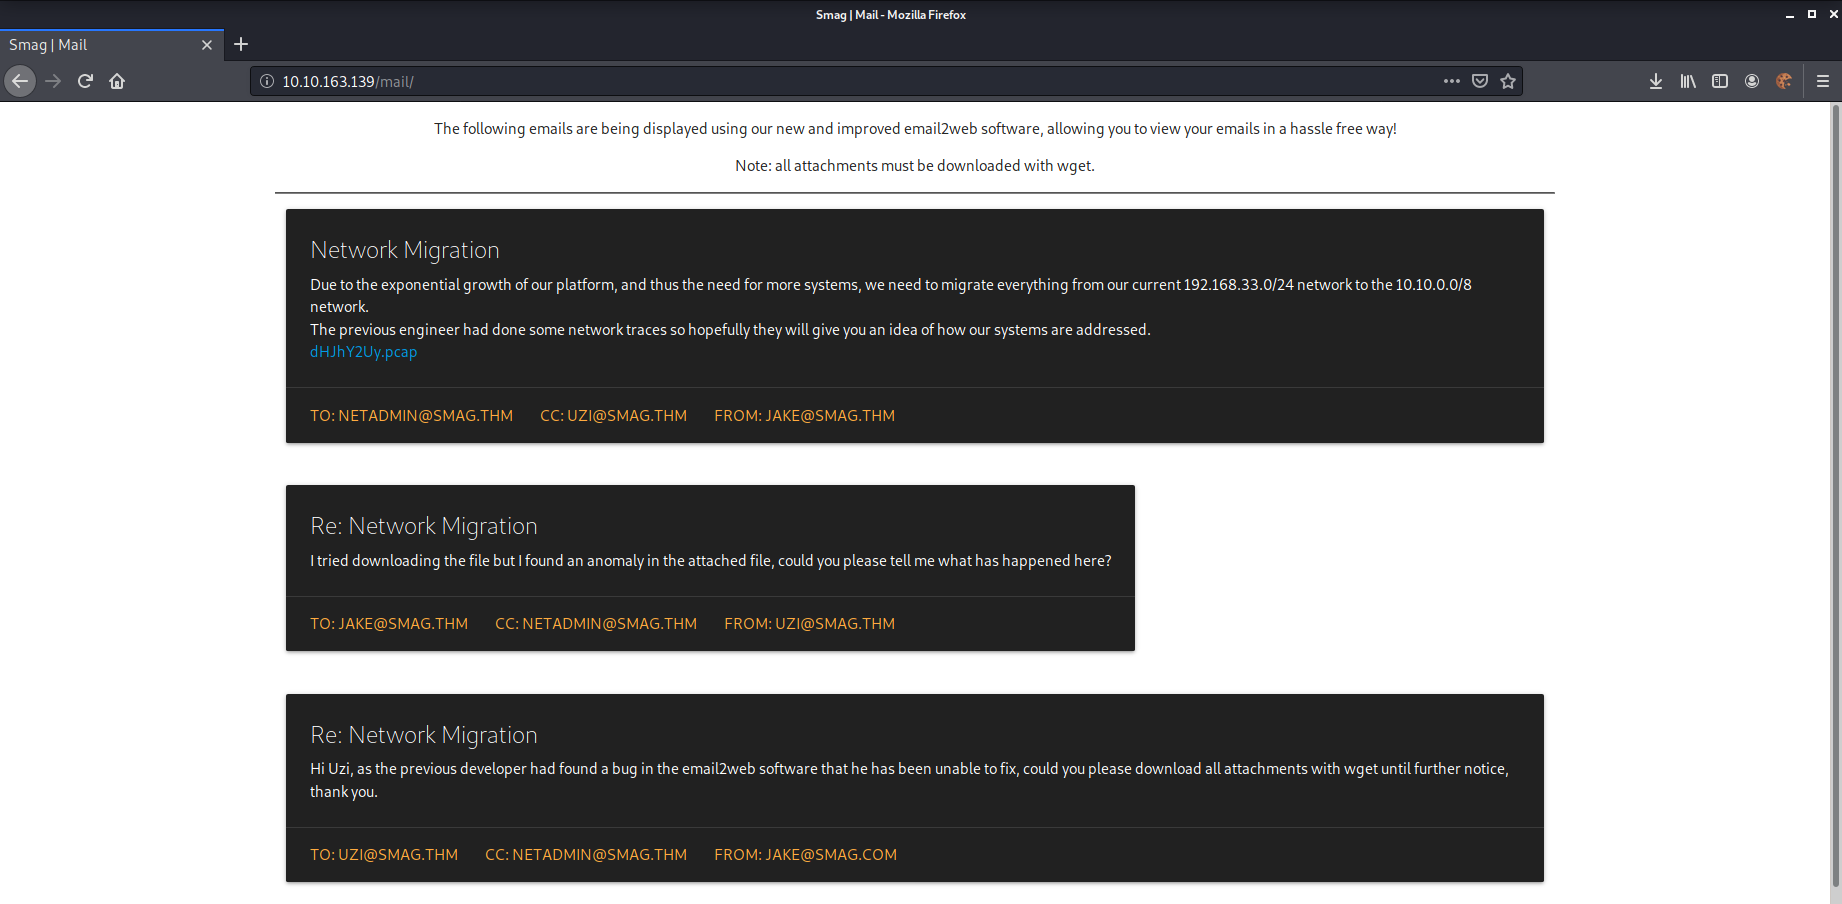 Smag | Mail - Mozilla Firefox
Smag | Mail
10.10.163.139/mail/
The following emails are being displayed using our new and improved email2web software, allowing you to view your emails in a hassle free way!
Note: all attachments must be downloaded with wget.
Network Migration
Due to the exponential growth of our platform, and thus the need for more systems, we need to migrate everything from our current 192.168.33.0/24 network to the 10.10.0.0/8
network.
The previous engineer had done some network traces so hopefully they will give you an idea of how our systems are addressed.
dHJhY2Uy.pcap
TO: NETADMIN@SMAG.THM CC: UZI@SMAG.THM FROM: JAKE@SMAG.THM
Re: Network Migration
I tried downloading the file but I found an anomaly in the attached file, could you please tell me what has happened here?
TO: JAKE@SMAG.THM CC: NETADMIN@SMAG.THM FROM: UZI@SMAG.THM
Re: Network Migration
Hi Uzi, as the previous developer had found a bug in the email2web software that he has been unable to fix, could you please download all attachments with wget until further notice,
thank you.
TO: UZI@SMAG.THM CC: NETADMIN@SMAG.THM FROM: JAKE@SMAG.COM